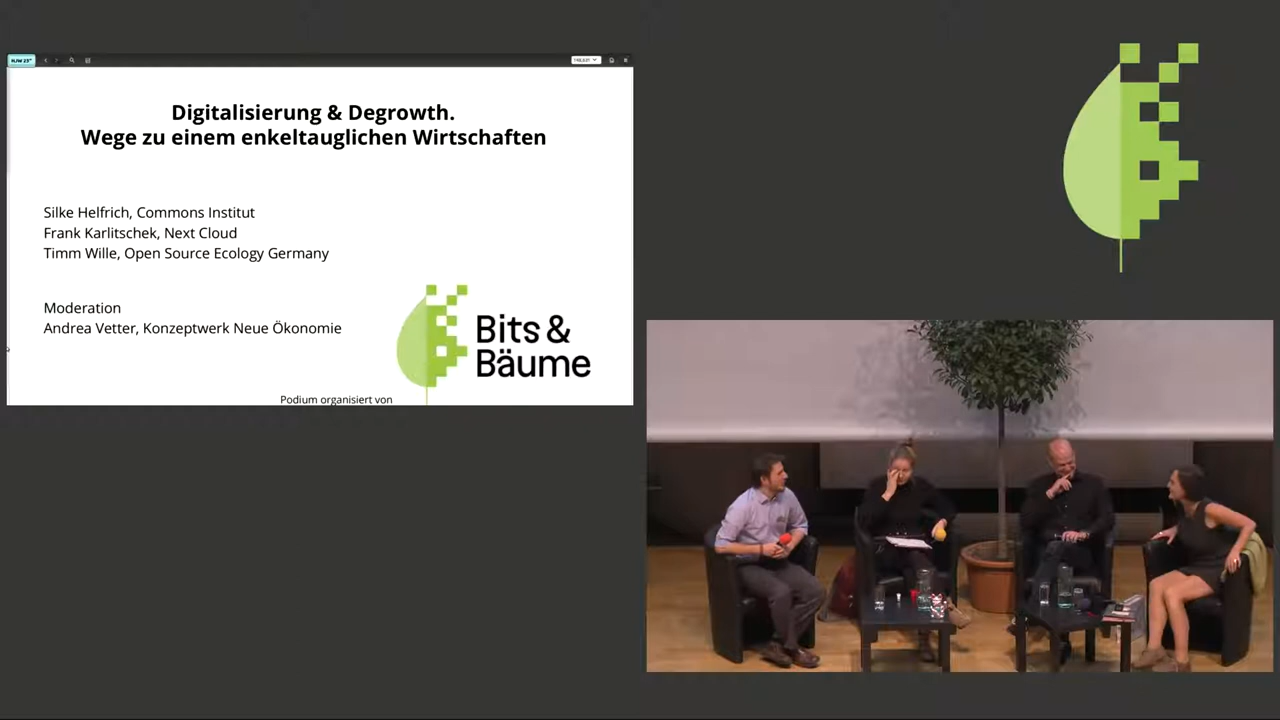 Digitalisierung & Degrowth.
Wege zu einem enkeltauglichen Wirtschaften
Silke Helfrich, Commons Institut
Frank Karlitschek, Next Cloud
Timm Wille, Open Source Ecology Germany
Moderation
Andrea Vetter, Konzeptwerk Neue Ökonomie
Bits &
Bäume
Podium organisiert von